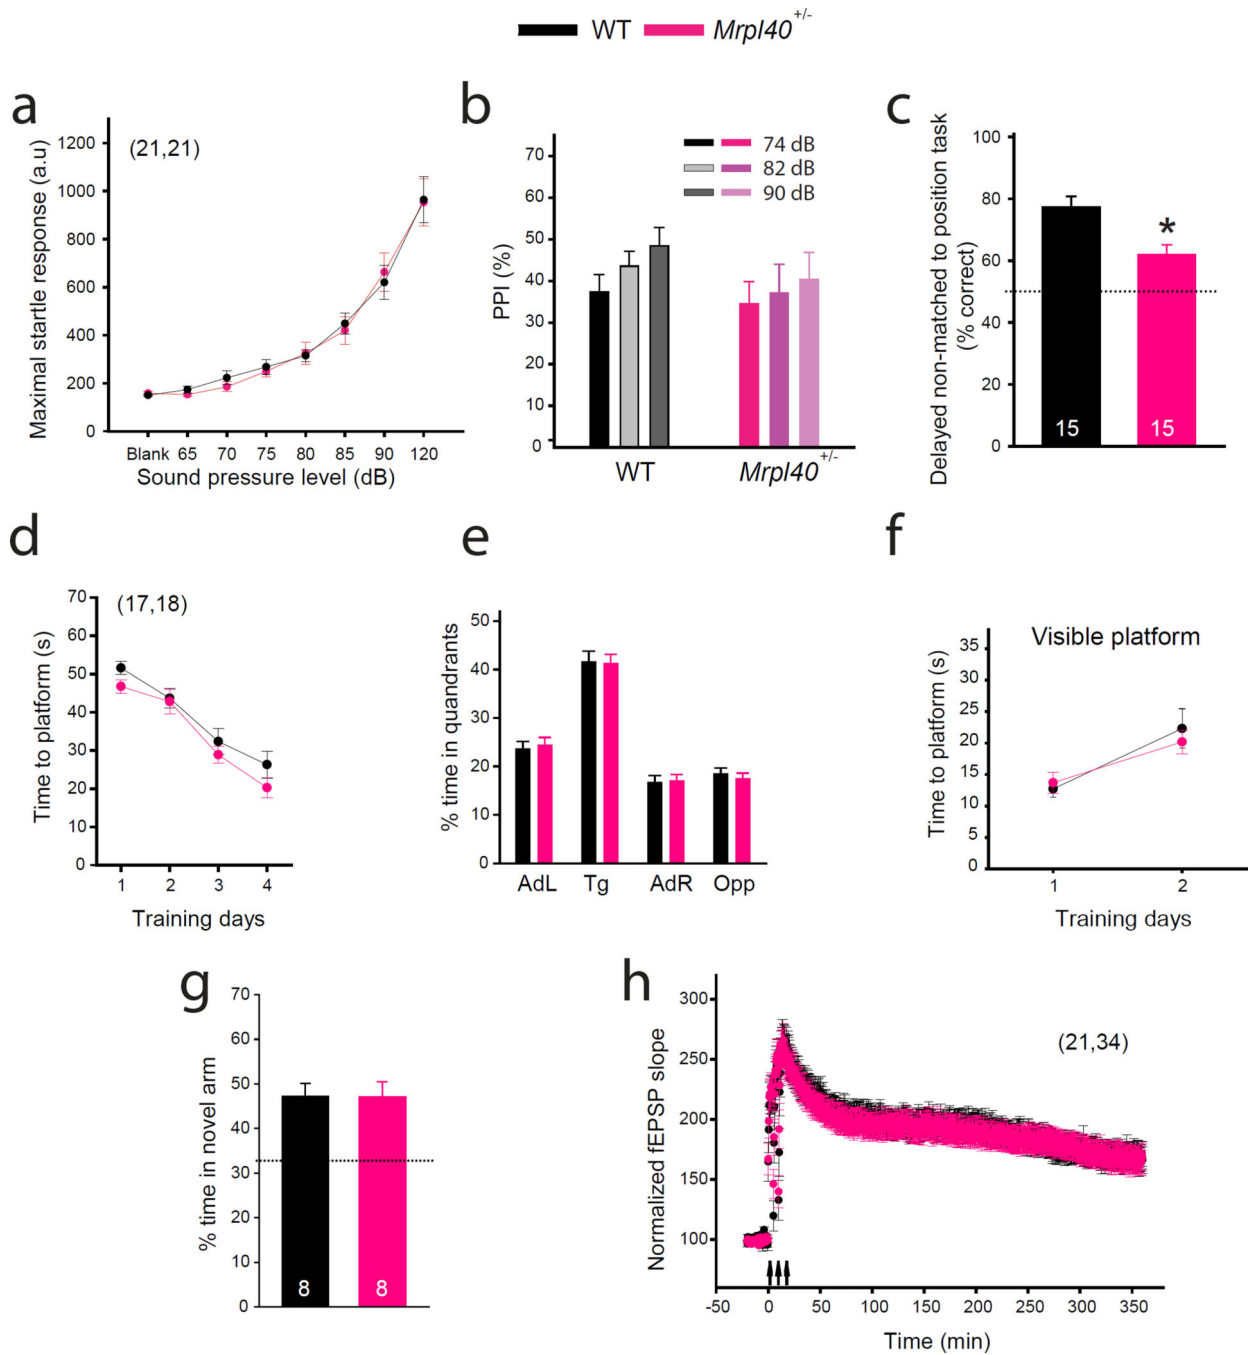 WT Mrpl40+/-
a
Maximal startle response (a.u)
(21,21)
1200
1000
800
600
400
200
0
Blank 65 70 75 80 85 90 120
Sound pressure level (dB)
b
PPI (%)
74 dB
82 dB
90 dB
70
60
50
40
30
20
10
0
WT Mrpl40+/-
c
Delayed non-matched to position task
(% correct)
100
80
60
40
20
0
*
15 15
d
Time to platform (s)
(17,18)
70
60
50
40
30
20
10
0
1 2 3 4
Training days
e
% time in quandrants
50
40
30
20
10
0
AdL Tg AdR Opp
f
Visible platform
Time to platform (s)
35
30
25
20
15
10
5
0
1 2
Training days
g
% time in novel arm
70
60
50
40
30
20
10
0
8 8
h
Normalized fEPSP slope
(21,34)
300
250
200
150
100
-50 0 50 100 150 200 250 300 350
Time (min)